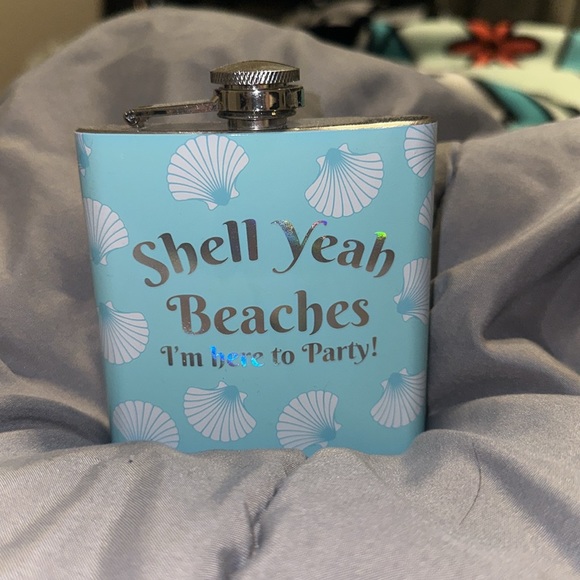 Shell Yeah
Beaches
I'm here to Party!